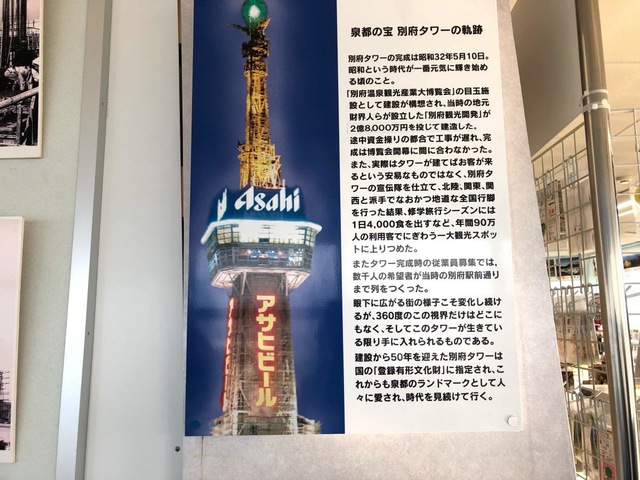 泉都の宝 別府タワーの軌跡
別府タワーの完成は昭和32年5月10日。
昭和という時代が一番元気に輝き始め
る頃のこと。
「別府温泉観光産業大博覧会」の目玉施
設として建設が構想され、当時の地元
財界人らが設立した「別府観光開発」が
2億8,000万円を投じて建造した。
途中資金操りの都合で工事が遅れ、完
成は博覧会開幕に間に合わなかった。
また、実際はタワーが建てばお客が来
るという安易なものではなく、別府タ
ワーの宣伝隊を仕立て、北陸、関東、関
西と派手でなおかつ地道な全国行脚
を行った結果、修学旅行シーズンには
1日4,000食を出すなど、年間90万
人の利用客でにぎわう一大観光スポッ
トに上りつめた。
またタワー完成時の従業員募集では、
数千人の希望者が当時の別府駅前通り
まで列をつくった。
眼下に広がる街の様子こそ変化し続け
るが、360度のこの視界だけはどこに
もなく、そしてこのタワーが生きてい
る限り手に入れられるものである。
建設から50年を迎えた別府タワーは
国の「登録有形文化財」に指定され、こ
れからも泉都のランドマークとして人
々に愛され、時代を見続けて行く。
Asahi
アサヒビール